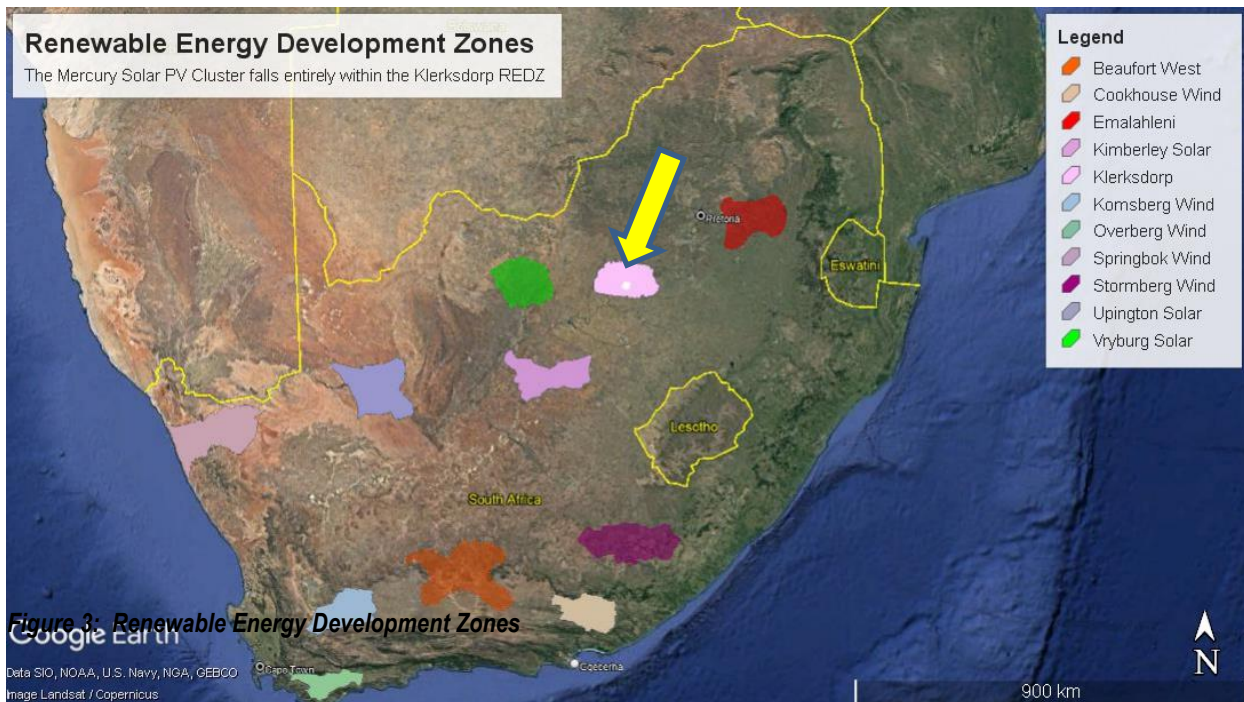 Renewable Energy Development Zones
The Mercury Solar PV Cluster falls entirely within the Klerksdorp REDZ
Legend
Beaufort West
Cookhouse Wind
Emalahleni
Kimberley Solar
Klerksdorp
Komsberg Wind
Overberg Wind
Springbok Wind
Stormberg Wind
Upington Solar
Vryburg Solar
Pretoria
Eswatini
Lesotho
South Africa
Figure 3: Renewable Energy Development Zones
Google Earth
Data SIO, NOAA, U.S. Navy, NGA, GEBCO
Image Landsat / Copernicus
Cape Town
Gqeberha
N
900 km